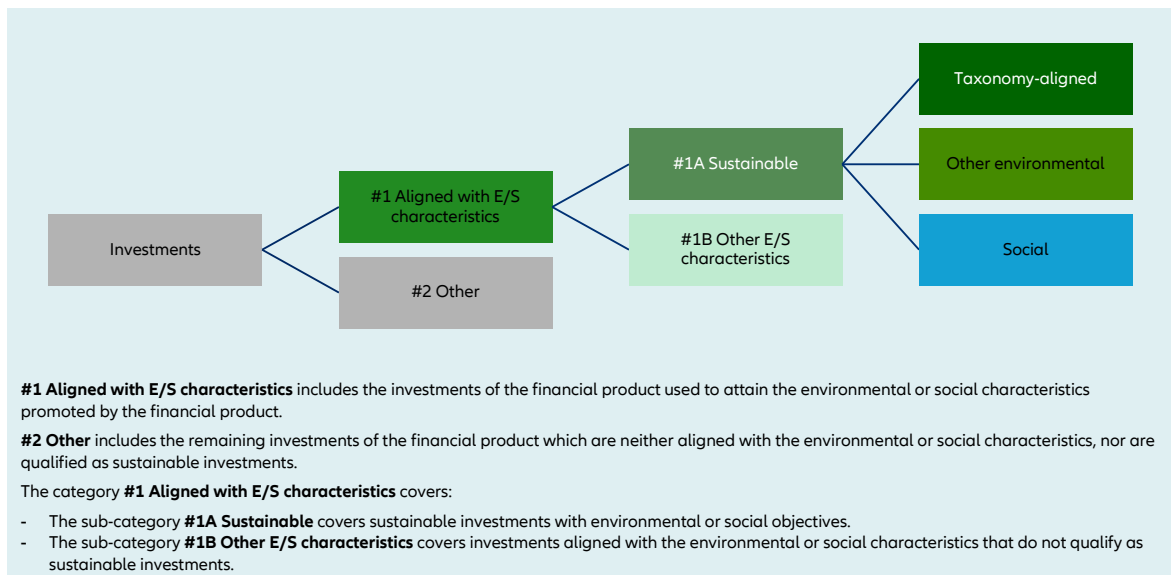 Taxonomy-aligned
#1A Sustainable
Other environmental
#1 Aligned with E/S
characteristics
Investments
#1B Other E/S
characteristics
Social
#2 Other
#1 Aligned with E/S characteristics includes the investments of the financial product used to attain the environmental or social characteristics
promoted by the financial product.
#2 Other includes the remaining investments of the financial product which are neither aligned with the environmental or social characteristics, nor are
qualified as sustainable investments.
The category #1 Aligned with E/S characteristics covers:
- The sub-category #1A Sustainable covers sustainable investments with environmental or social objectives.
- The sub-category #1B Other E/S characteristics covers investments aligned with the environmental or social characteristics that do not qualify as
sustainable investments.